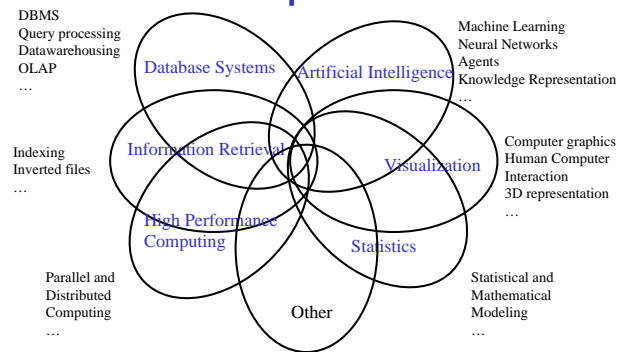 DBMS
Query processing
Datawarehousing
OLAP
…
Database Systems
Artificial Intelligence
Machine Learning
Neural Networks
Agents
Knowledge Representation
…
Indexing
Inverted files
…
Information Retrieval
Visualization
Computer graphics
Human Computer
Interaction
3D representation
…
High Performance
Computing
Statistics
Parallel and
Distributed
Computing
…
Other
Statistical and
Mathematical
Modeling
…